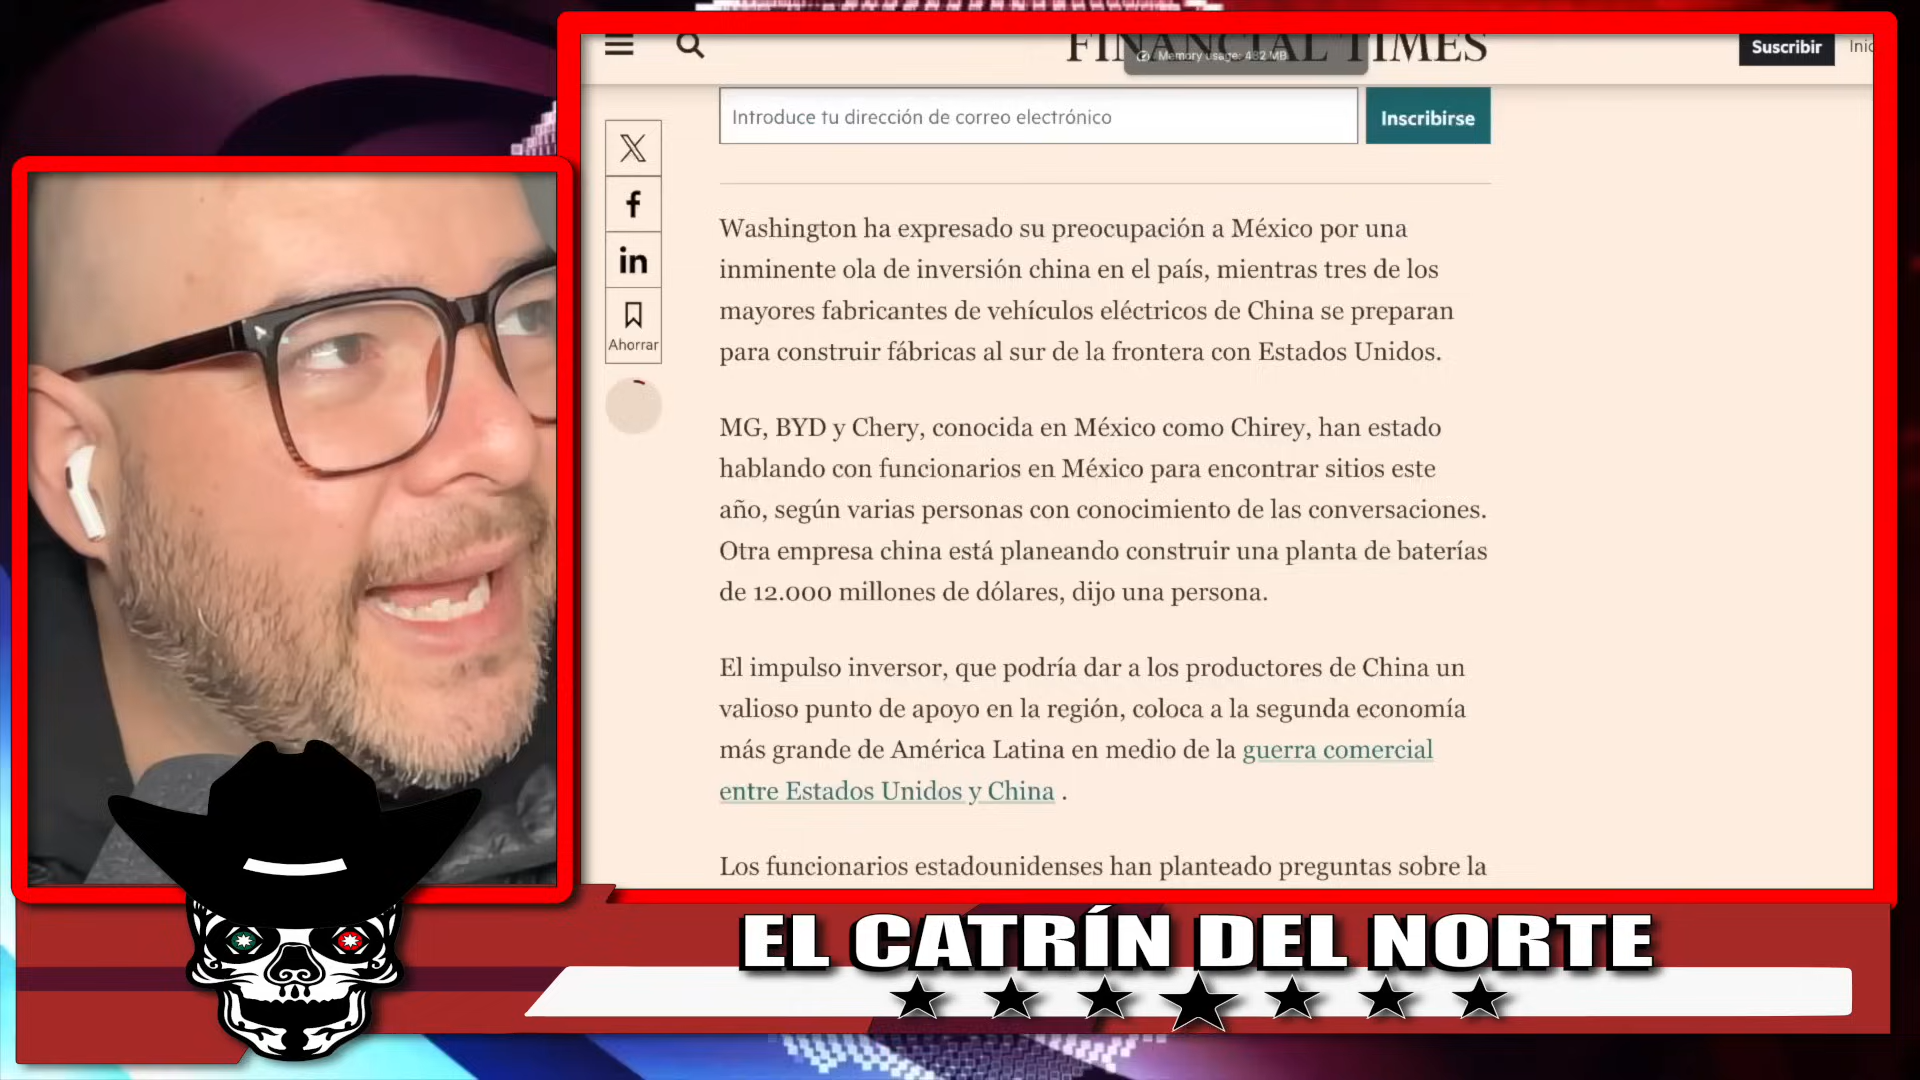 FINANCIAL TIMES
Memory usage: 482 MB
Suscribir
Inic
Introduce tu dirección de correo electrónico
Inscribirse
Ahorrar
Washington ha expresado su preocupación a México por una
inminente ola de inversión china en el país, mientras tres de los
mayores fabricantes de vehículos eléctricos de China se preparan
para construir fábricas al sur de la frontera con Estados Unidos.
MG, BYD y Chery, conocida en México como Chirey, han estado
hablando con funcionarios en México para encontrar sitios este
año, según varias personas con conocimiento de las conversaciones.
Otra empresa china está planeando construir una planta de baterías
de 12.000 millones de dólares, dijo una persona.
El impulso inversor, que podría dar a los productores de China un
valioso punto de apoyo en la región, coloca a la segunda economía
más grande de América Latina en medio de la guerra comercial
entre Estados Unidos y China .
Los funcionarios estadounidenses han planteado preguntas sobre la
EL CATRÍN DEL NORTE